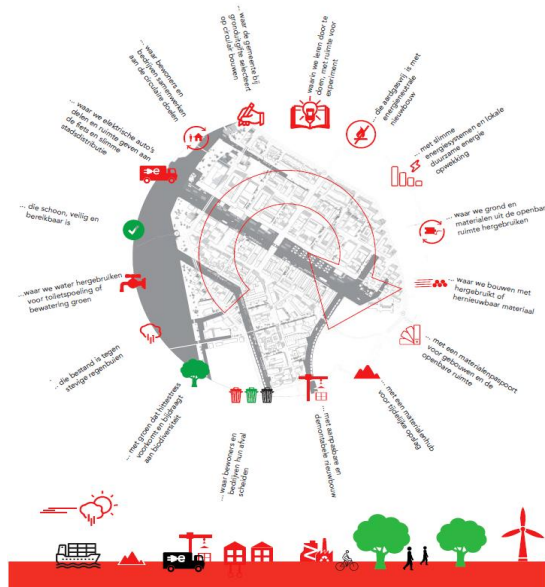 ... waar de gemeente bij
gronduitgifte selecteert
op circulair bouwen
waarin we leren door te
doen, met ruimte voor
experiment
... die aardgasvrij is met
energieneutrale
nieuwbouw
... met slimme
energiesystemen en lokale
duurzame energie
opwekking
... waar we grond en
materialen uit de openbare
ruimte hergebruiken
... waar we bouwen met
hergebruikt of
hernieuwbaar materiaal
... met een materialenpaspoort
voor gebouwen en de
openbare ruimte
... met een materialenhub
voor tijdelijke opslag
... met aanpasbare en
demontabele nieuwbouw
... waar bewoners en
bedrijven hun afval
scheiden
... met groen dat hittestress
voorkomt en bijdraagt
aan biodiversiteit
... die bestand is tegen
stevige regenbuien
...waar we water hergebruiken
voor toiletspoeling of
bewatering groen
... die schoon, veilig en
bereikbaar is
... waar we elektrische auto's
delen en ruimte geven aan
de fiets en slimme
stadsdistributie
... waar bewoners en
bedrijven samenwerken
aan de circulaire doelen
e
e